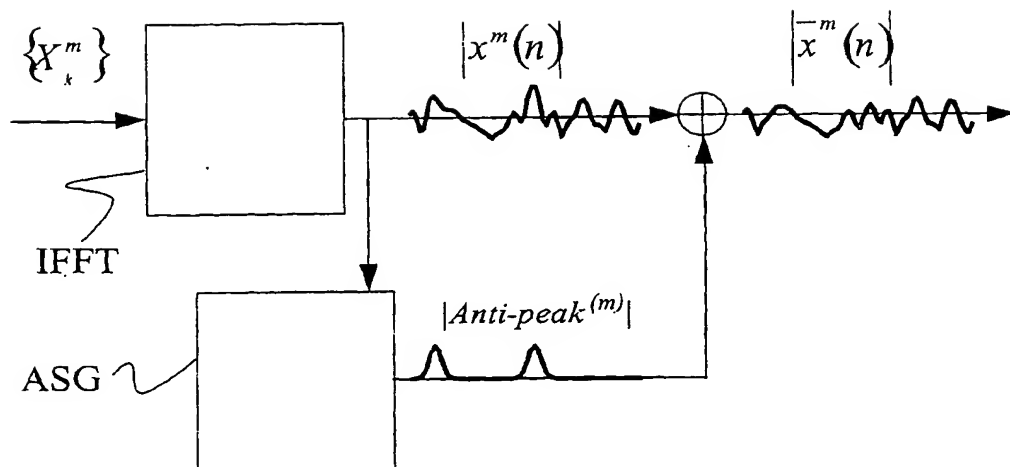 {X_k^m}
|x^m(n)|
|x̅^m(n)|
IFFT
|Anti-peak^(m)|
ASG